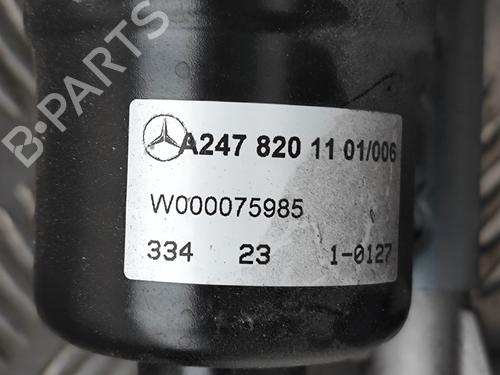 A247 820 11 01/006
W000075985
334 23 1-0127
B-PARTS